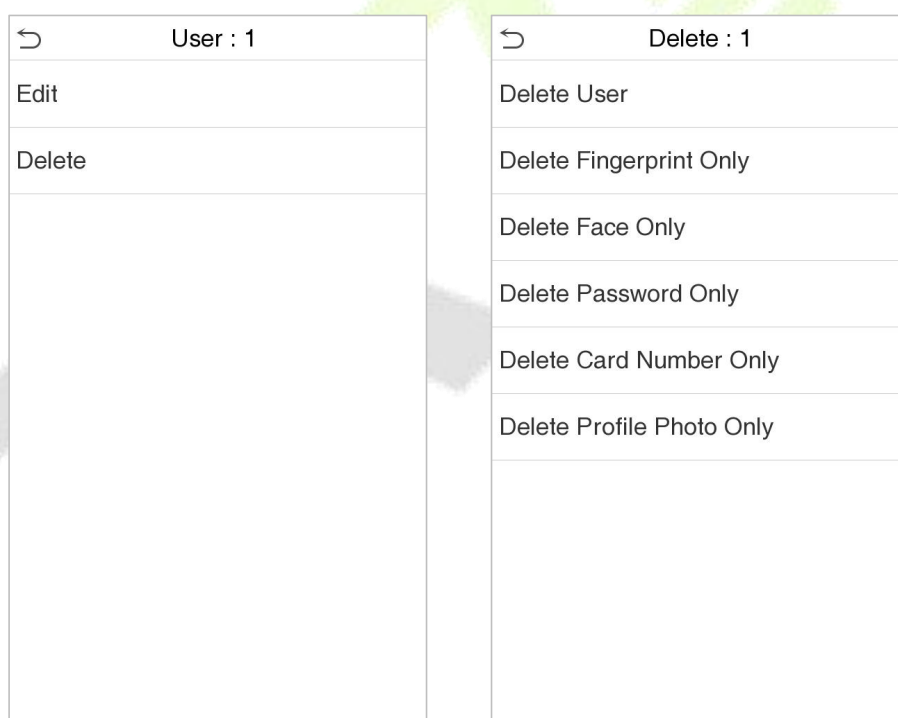 User : 1
Edit
Delete
Delete : 1
Delete User
Delete Fingerprint Only
Delete Face Only
Delete Password Only
Delete Card Number Only
Delete Profile Photo Only